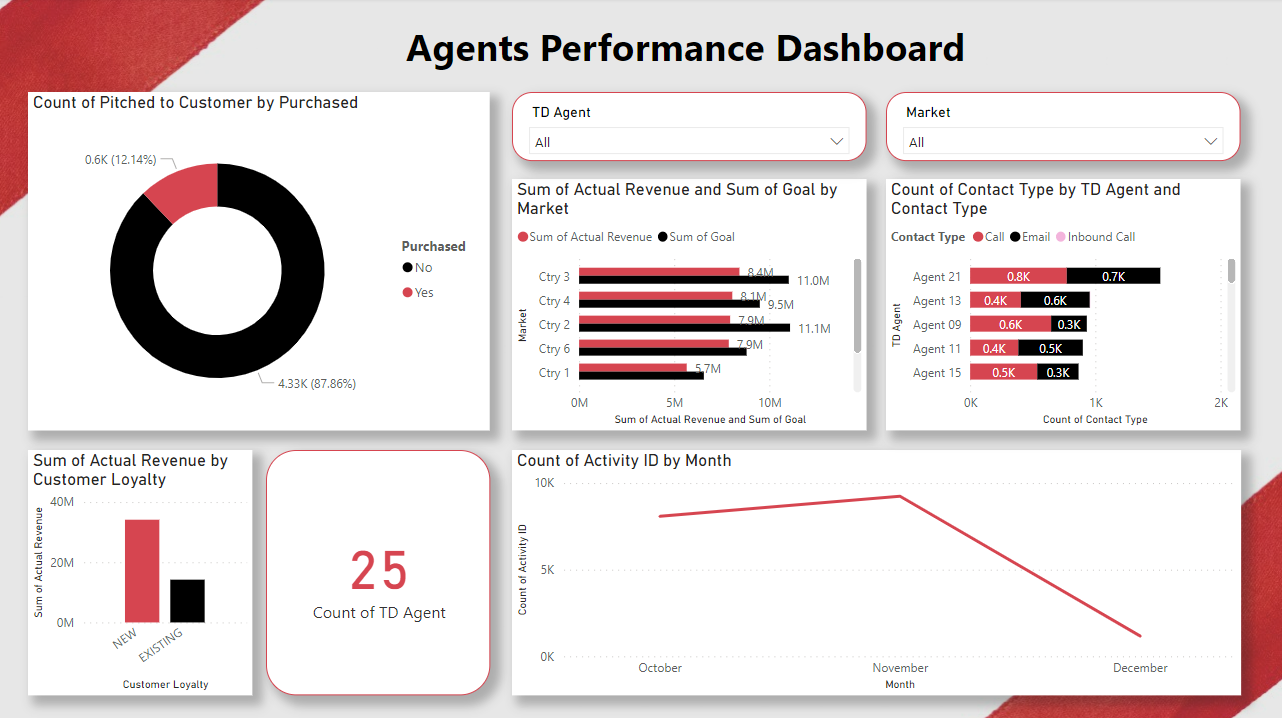 Agents Performance Dashboard
Count of Pitched to Customer by Purchased
0.6K (12.14%)
4.33K (87.86%)
Purchased
No
Yes
TD Agent
All
Market
All
Sum of Actual Revenue and Sum of Goal by
Market
Sum of Actual Revenue Sum of Goal
Market
Ctry 3 8.4M 11.0M
Ctry 4 8.1M 9.5M
Ctry 2 7.9M 11.1M
Ctry 6 7.9M
Ctry 1 5.7M
0M 5M 10M
Sum of Actual Revenue and Sum of Goal
Count of Contact Type by TD Agent and
Contact Type
Contact Type Call Email Inbound Call
TD Agent
Agent 21 0.8K 0.7K
Agent 13 0.4K 0.6K
Agent 09 0.6K 0.3K
Agent 11 0.4K 0.5K
Agent 15 0.5K 0.3K
0K 1K 2K
Count of Contact Type
Sum of Actual Revenue by
Customer Loyalty
Sum of Actual Revenue
40M
20M
0M
NEW EXISTING
Customer Loyalty
25
Count of TD Agent
Count of Activity ID by Month
Count of Activity ID
10K
5K
0K
October November December
Month